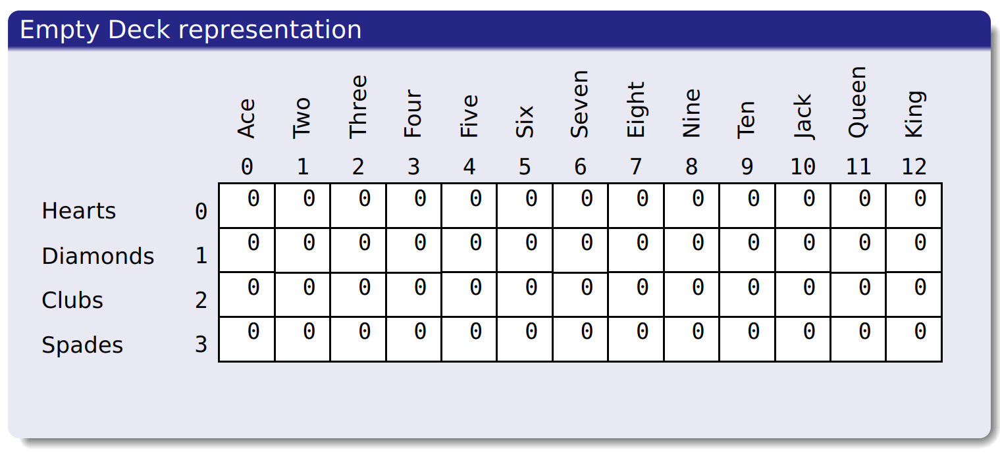 Empty Deck representation
Ace Two Three Four Five Six Seven Eight Nine Ten Jack Queen King
0 1 2 3 4 5 6 7 8 9 10 11 12
Hearts 0 0 0 0 0 0 0 0 0 0 0 0 0 0
Diamonds 1 0 0 0 0 0 0 0 0 0 0 0 0 0
Clubs 2 0 0 0 0 0 0 0 0 0 0 0 0 0
Spades 3 0 0 0 0 0 0 0 0 0 0 0 0 0